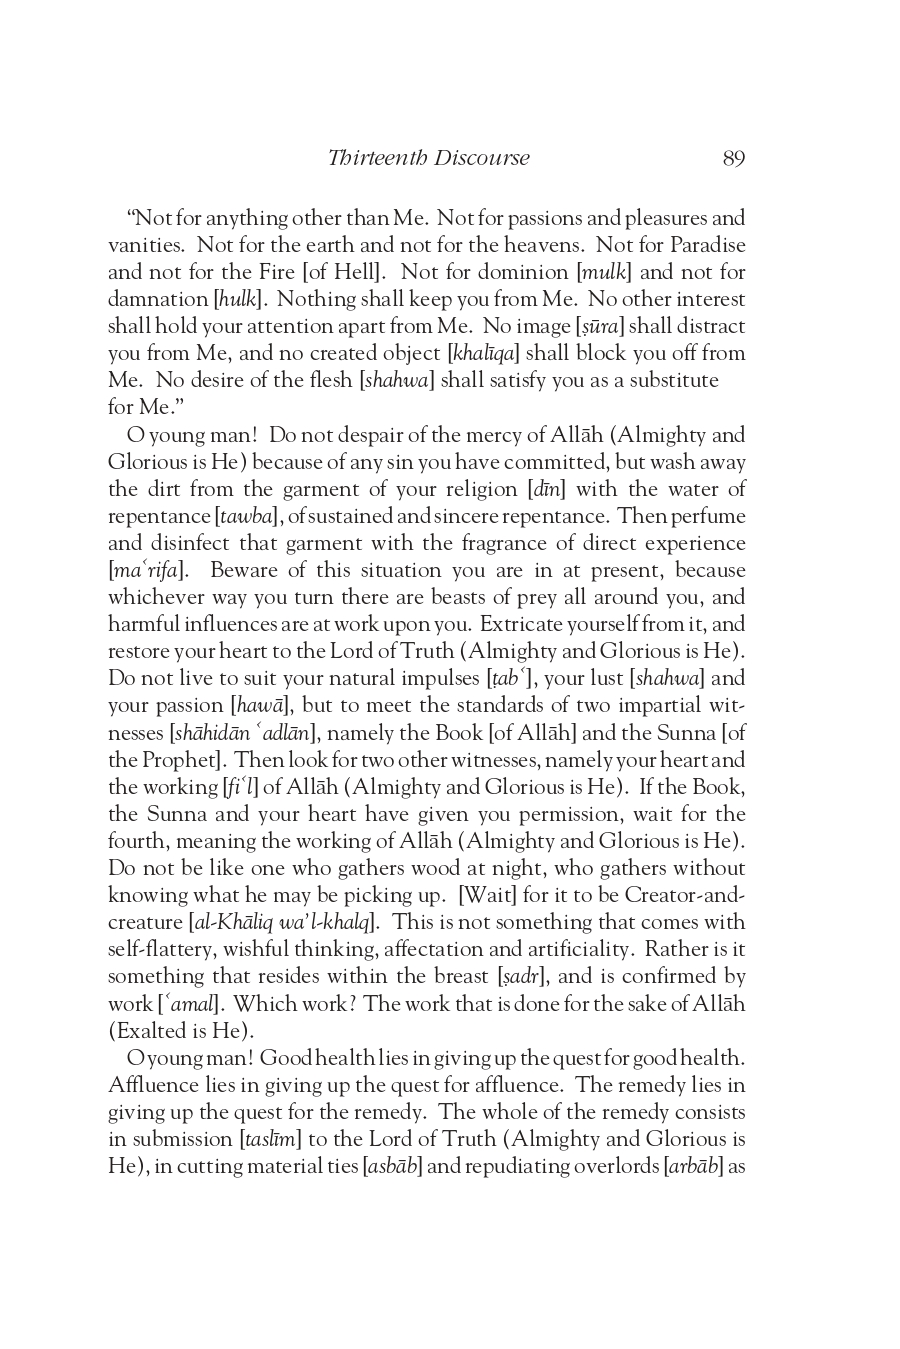 Thirteenth Discourse 89
“Not for anything other than Me. Not for passions and pleasures and
vanities. Not for the earth and not for the heavens. Not for Paradise
and not for the Fire [of Hell]. Not for dominion [mulk] and not for
damnation [hulk]. Nothing shall keep you from Me. No other interest
shall hold your attention apart from Me. No image [ṣūra] shall distract
you from Me, and no created object [khalīqa] shall block you off from
Me. No desire of the flesh [shahwa] shall satisfy you as a substitute
for Me.”
O young man! Do not despair of the mercy of Allāh (Almighty and
Glorious is He) because of any sin you have committed, but wash away
the dirt from the garment of your religion [dīn] with the water of
repentance [tawba], of sustained and sincere repentance. Then perfume
and disinfect that garment with the fragrance of direct experience
[maʿrifa]. Beware of this situation you are in at present, because
whichever way you turn there are beasts of prey all around you, and
harmful influences are at work upon you. Extricate yourself from it, and
restore your heart to the Lord of Truth (Almighty and Glorious is He).
Do not live to suit your natural impulses [ṭabʿ], your lust [shahwa] and
your passion [hawā], but to meet the standards of two impartial wit-
nesses [shāhidān ʿadlān], namely the Book [of Allāh] and the Sunna [of
the Prophet]. Then look for two other witnesses, namely your heart and
the working [fiʿl] of Allāh (Almighty and Glorious is He). If the Book,
the Sunna and your heart have given you permission, wait for the
fourth, meaning the working of Allāh (Almighty and Glorious is He).
Do not be like one who gathers wood at night, who gathers without
knowing what he may be picking up. [Wait] for it to be Creator-and-
creature [al-Khāliq wa’l-khalq]. This is not something that comes with
self-flattery, wishful thinking, affectation and artificiality. Rather is it
something that resides within the breast [ṣadr], and is confirmed by
work [ʿamal]. Which work? The work that is done for the sake of Allāh
(Exalted is He).
O young man! Good health lies in giving up the quest for good health.
Affluence lies in giving up the quest for affluence. The remedy lies in
giving up the quest for the remedy. The whole of the remedy consists
in submission [taslīm] to the Lord of Truth (Almighty and Glorious is
He), in cutting material ties [asbāb] and repudiating overlords [arbāb] as